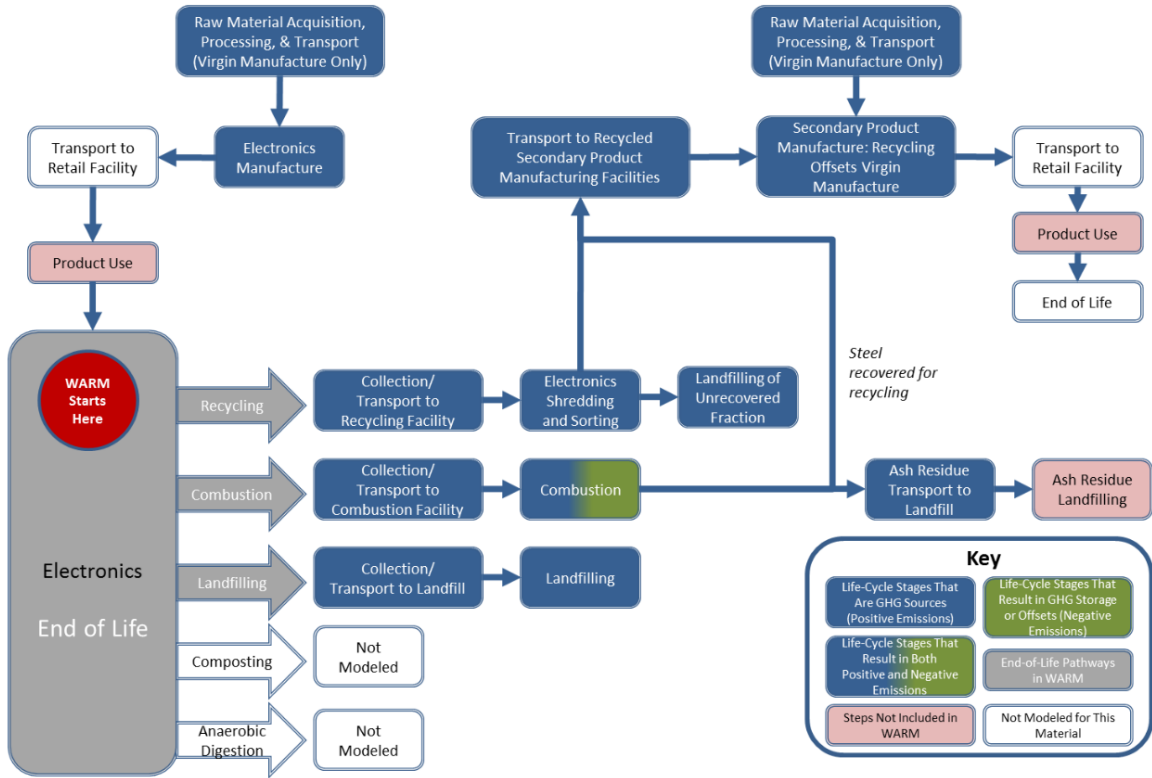 Raw Material Acquisition,
Processing, & Transport
(Virgin Manufacture Only)
Raw Material Acquisition,
Processing, & Transport
(Virgin Manufacture Only)
Transport to
Retail Facility
Electronics
Manufacture
Transport to Recycled
Secondary Product
Manufacturing Facilities
Secondary Product
Manufacture: Recycling
Offsets Virgin
Manufacture
Transport to
Retail Facility
Product Use
Product Use
End of Life
WARM
Starts
Here
Electronics
End of Life
Recycling
Collection/
Transport to
Recycling Facility
Electronics
Shredding
and Sorting
Landfilling of
Unrecovered
Fraction
Steel
recovered for
recycling
Combustion
Collection/
Transport to
Combustion Facility
Combustion
Ash Residue
Transport to
Landfill
Ash Residue
Landfilling
Landfilling
Collection/
Transport to Landfill
Landfilling
Composting
Not
Modeled
Anaerobic
Digestion
Not
Modeled
Key
Life-Cycle Stages That
Are GHG Sources
(Positive Emissions)
Life-Cycle Stages That
Result in GHG Storage
or Offsets (Negative
Emissions)
Life-Cycle Stages That
Result in Both
Positive and Negative
Emissions
End-of-Life Pathways
in WARM
Steps Not Included in
WARM
Not Modeled for This
Material